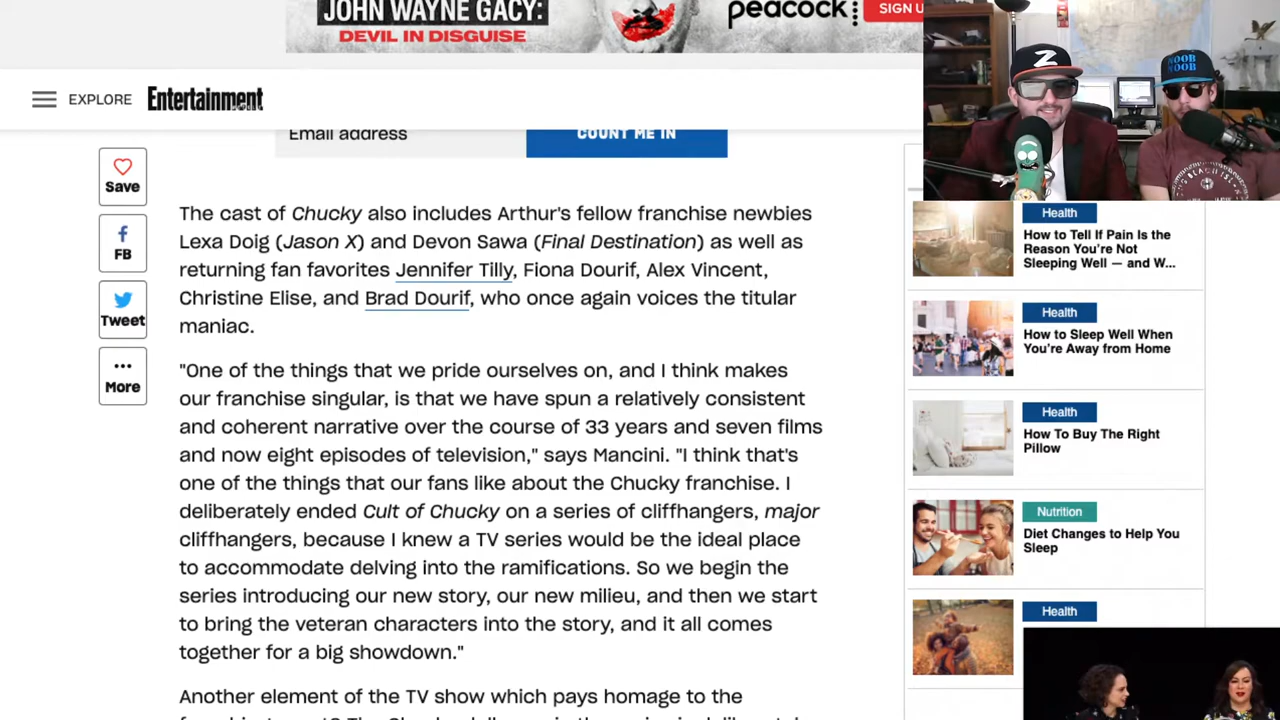 JOHN WAYNE GACY:
DEVIL IN DISGUISE
peacock
SIGN U
EXPLORE
Entertainment
Email address
COUNT ME IN
Save
FB
Tweet
More
The cast of Chucky also includes Arthur's fellow franchise newbies
Lexa Doig (Jason X) and Devon Sawa (Final Destination) as well as
returning fan favorites Jennifer Tilly, Fiona Dourif, Alex Vincent,
Christine Elise, and Brad Dourif, who once again voices the titular
maniac.
"One of the things that we pride ourselves on, and I think makes
our franchise singular, is that we have spun a relatively consistent
and coherent narrative over the course of 33 years and seven films
and now eight episodes of television," says Mancini. "I think that's
one of the things that our fans like about the Chucky franchise. I
deliberately ended Cult of Chucky on a series of cliffhangers, major
cliffhangers, because I knew a TV series would be the ideal place
to accommodate delving into the ramifications. So we begin the
series introducing our new story, our new milieu, and then we start
to bring the veteran characters into the story, and it all comes
together for a big showdown."
Another element of the TV show which pays homage to the
Z
NOOB
NOOB
Health
How to Tell If Pain Is the
Reason You're Not
Sleeping Well — and W...
Health
How to Sleep Well When
You're Away from Home
Health
How To Buy The Right
Pillow
Nutrition
Diet Changes to Help You
Sleep
Health